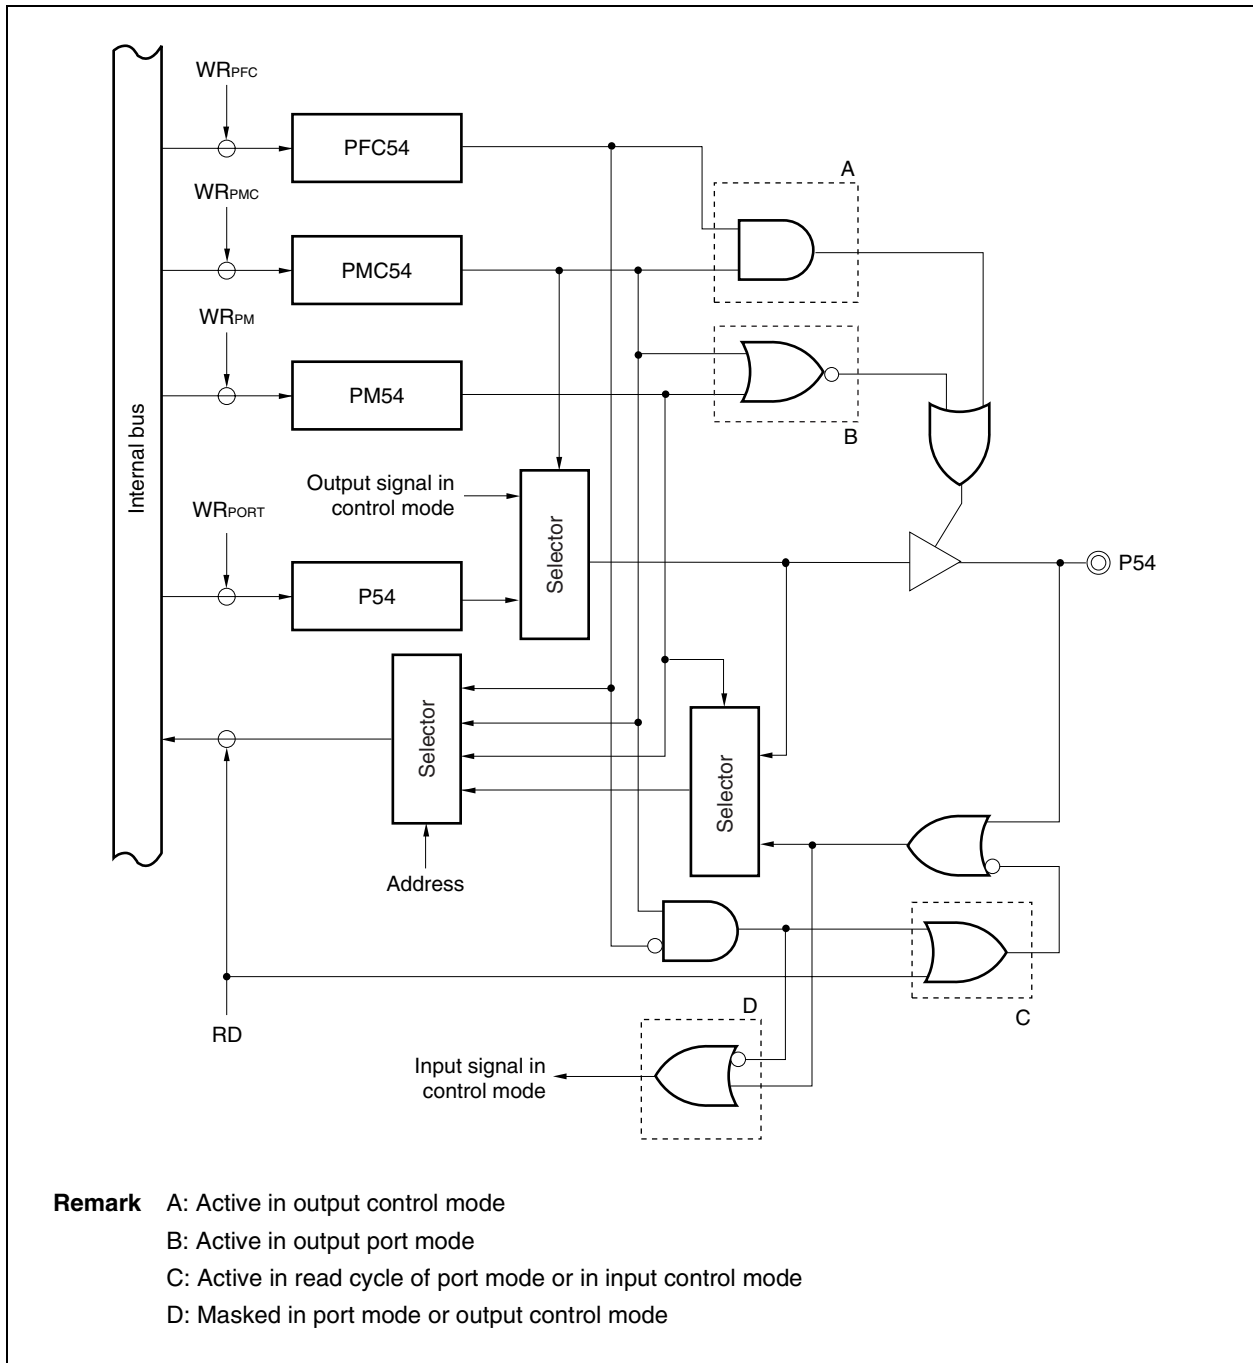 WRPFC
PFC54
A
WRPMC
PMC54
WRPM
PM54
B
Internal bus
Output signal in
control mode
Selector
WRPORT
P54
P54
Selector
Selector
Address
RD
C
D
Input signal in
control mode
Remark A: Active in output control mode
B: Active in output port mode
C: Active in read cycle of port mode or in input control mode
D: Masked in port mode or output control mode